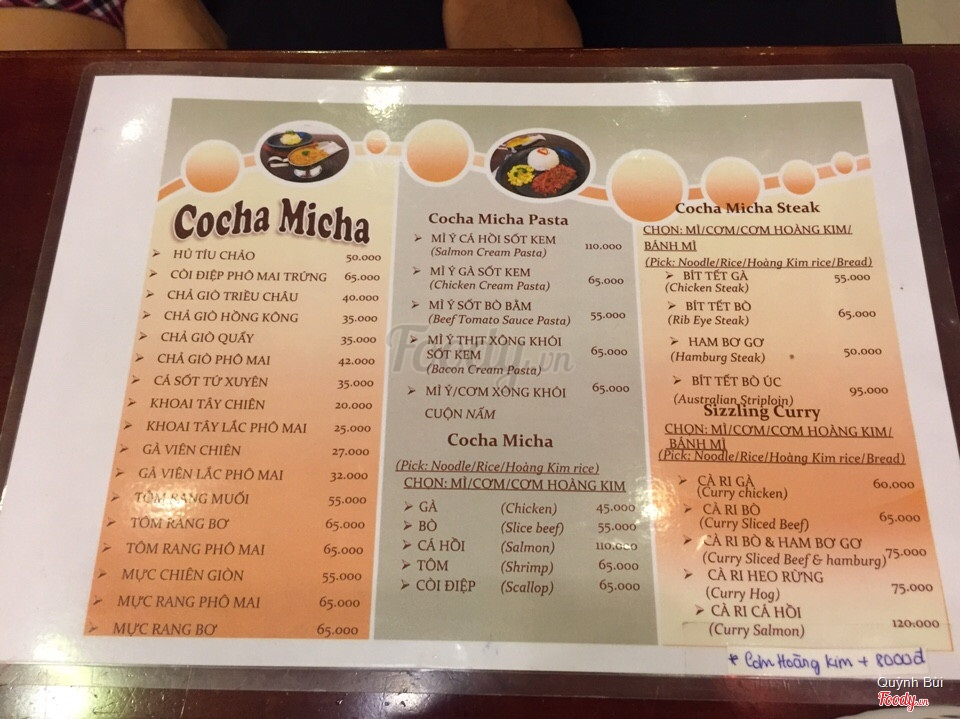 Cocha Micha
HỦ TÍU CHẢO 50.000
CÒI ĐIỆP PHÔ MAI TRỨNG 65.000
CHẢ GIÒ TRIỀU CHÂU 40.000
CHẢ GIÒ HỒNG KÔNG 35.000
CHẢ GIÒ QUẨY 35.000
CHẢ GIÒ PHÔ MAI 42.000
CÁ SỐT TỨ XUYÊN 35.000
KHOAI TÂY CHIÊN 20.000
KHOAI TÂY LẮC PHÔ MAI 25.000
GÀ VIÊN CHIÊN 27.000
GÀ VIÊN LẮC PHÔ MAI 32.000
TÔM RANG MUỐI 55.000
TÔM RANG BƠ 65.000
TÔM RANG PHÔ MAI 65.000
MỰC CHIÊN GIÒN 55.000
MỰC RANG PHÔ MAI 65.000
MỰC RANG BƠ 65.000
Cocha Micha Pasta
MÌ Ý CÁ HỒI SỐT KEM 110.000
(Salmon Cream Pasta)
MÌ Ý GÀ SỐT KEM 65.000
(Chicken Cream Pasta)
MÌ Ý SỐT BÒ BẰM 55.000
(Beef Tomato Sauce Pasta)
MÌ Ý THỊT XÔNG KHÓI
SỐT KEM 65.000
(Bacon Cream Pasta)
MÌ Ý/CƠM XÔNG KHÓI 65.000
CUỘN NẤM
Cocha Micha
(Pick: Noodle/Rice/Hoàng Kim rice)
CHỌN: MÌ/CƠM/CƠM HOÀNG KIM
GÀ (Chicken) 45.000
BÒ (Slice beef) 55.000
CÁ HỒI (Salmon) 110.000
TÔM (Shrimp) 65.000
CÒI ĐIỆP (Scallop) 65.000
Cocha Micha Steak
CHỌN: MÌ/CƠM/CƠM HOÀNG KIM/
BÁNH MÌ
(Pick: Noodle/Rice/Hoàng Kim rice/Bread)
BÍT TẾT GÀ 55.000
(Chicken Steak)
BÍT TẾT BÒ 65.000
(Rib Eye Steak)
HAM BƠ GƠ 50.000
(Hamburg Steak)
BÍT TẾT BÒ ÚC 95.000
(Australian Striploin)
Sizzling Curry
CHỌN: MÌ/CƠM/CƠM HOÀNG KIM/
BÁNH MÌ
(Pick: Noodle/Rice/Hoàng Kim rice/Bread)
CÀ RI GÀ 60.000
(Curry chicken)
CÀ RI BÒ 65.000
(Curry Sliced Beef)
CÀ RI BÒ & HAM BƠ GƠ 75.000
(Curry Sliced Beef & hamburg)
CÀ RI HEO RỪNG 75.000
(Curry Hog)
CÀ RI CÁ HỒI 120.000
(Curry Salmon)
* Cơm Hoàng Kim + 8000đ
Foody.vn
Quynh Bùi
Foody.vn